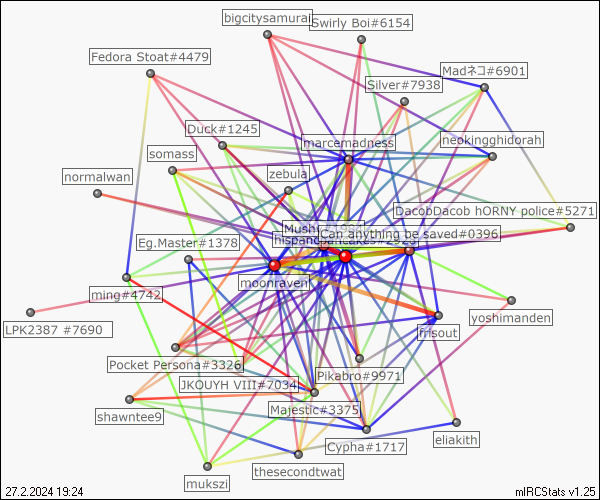 bigcitysamurai
Swirly Boi#6154
Fedora Stoat#4479
Madネコ#6901
Silver#7938
Duck#1245
marcemadness
neokingghidorah
somass
zebula
normalwan
DacobDacob hORNY police#5271
Can anything be saved#0396
Eg.Master#1378
moonraven
ming#4742
LPK2387 #7690
yoshimanden
frisout
Pocket Persona#3326
Pikabro#9971
JKOUYH VIII#7034
shawntee9
Majestic#3375
eliakith
Cypha#1717
thesecondtwat
mukszi
27.2.2024 19:24
mIRCStats v1.25